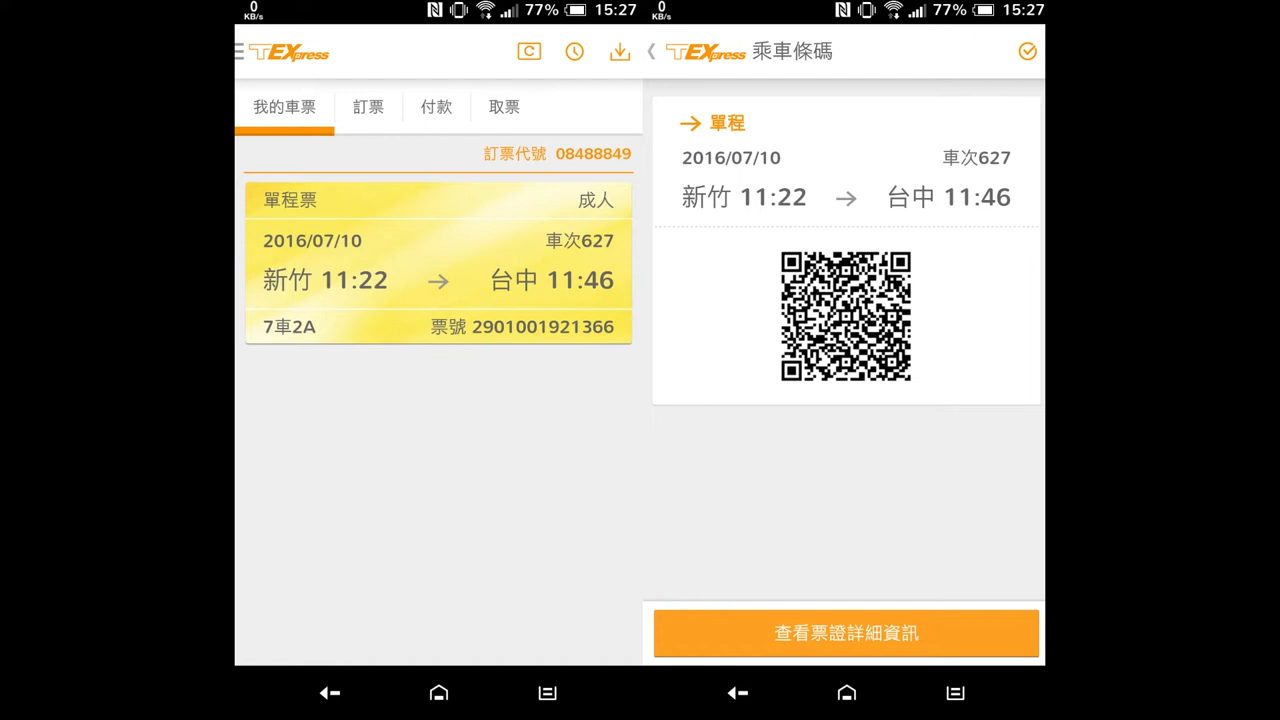 0
KB/s
77%
15:27
TEXpress
我的車票
訂票
付款
取票
訂票代號 08488849
單程票
成人
2016/07/10
車次627
新竹 11:22
台中 11:46
7車2A
票號 2901001921366
0
KB/s
77%
15:27
TEXpress 乘車條碼
單程
2016/07/10
車次627
新竹 11:22
台中 11:46
查看票證詳細資訊